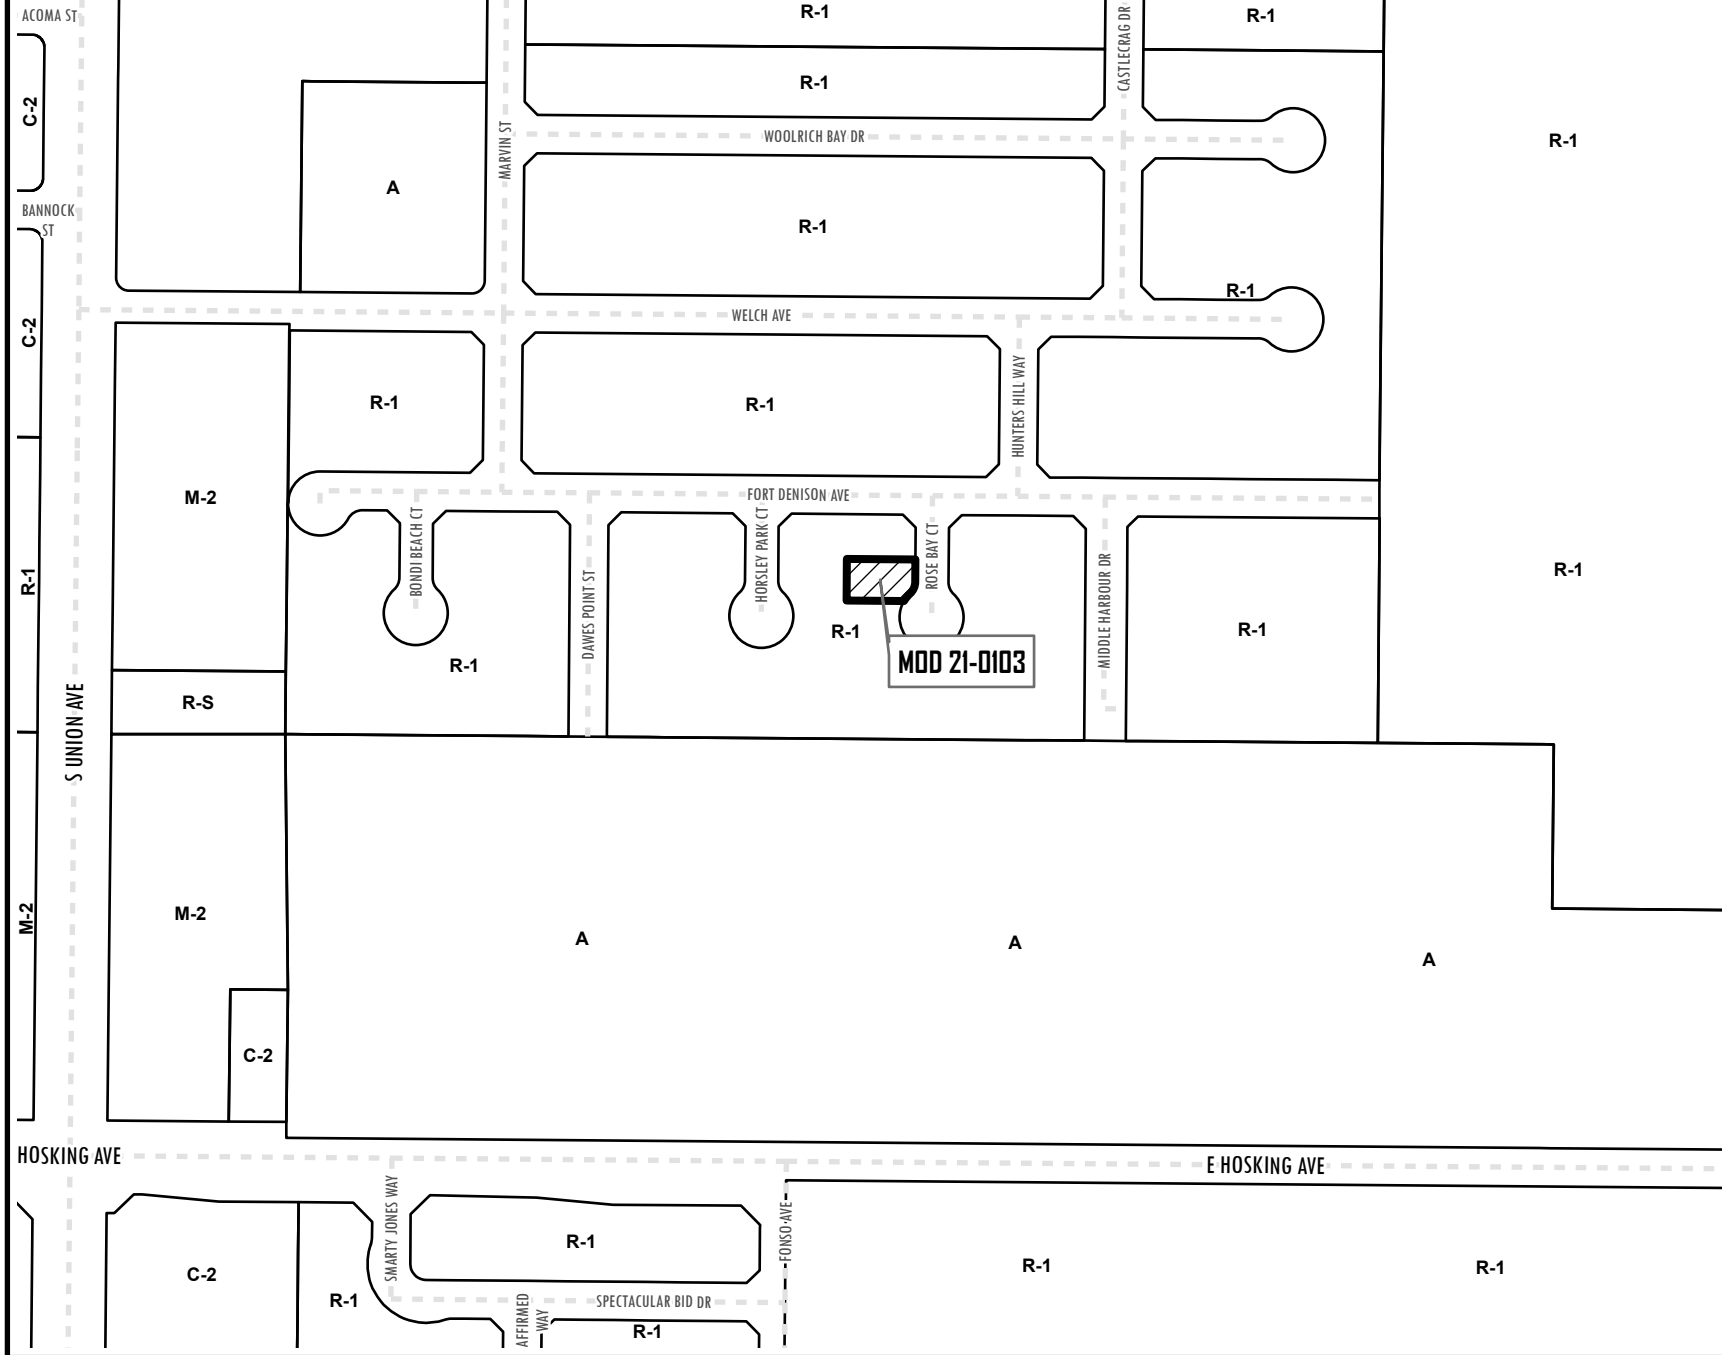 ACOMA ST
R-1
CASTLECRAG DR
R-1
C-2
R-1
MARVIN ST
WOOLRICH BAY DR
R-1
A
BANNOCK
ST
R-1
R-1
C-2
WELCH AVE
R-1
R-1
HUNTERS HILL WAY
M-2
FORT DENISON AVE
BONDI BEACH CT
HORSLEY PARK CT
ROSE BAY CT
R-1
R-1
DAWES POINT ST
MIDDLE HARBOUR DR
R-1
R-1
R-1
MOD 21-0103
R-S
S UNION AVE
M-2
M-2
A
A
A
C-2
HOSKING AVE
E HOSKING AVE
SMARTY JONES WAY
FONSO AVE
R-1
R-1
R-1
C-2
R-1
SPECTACULAR BID DR
AFFIRMED
WAY
R-1